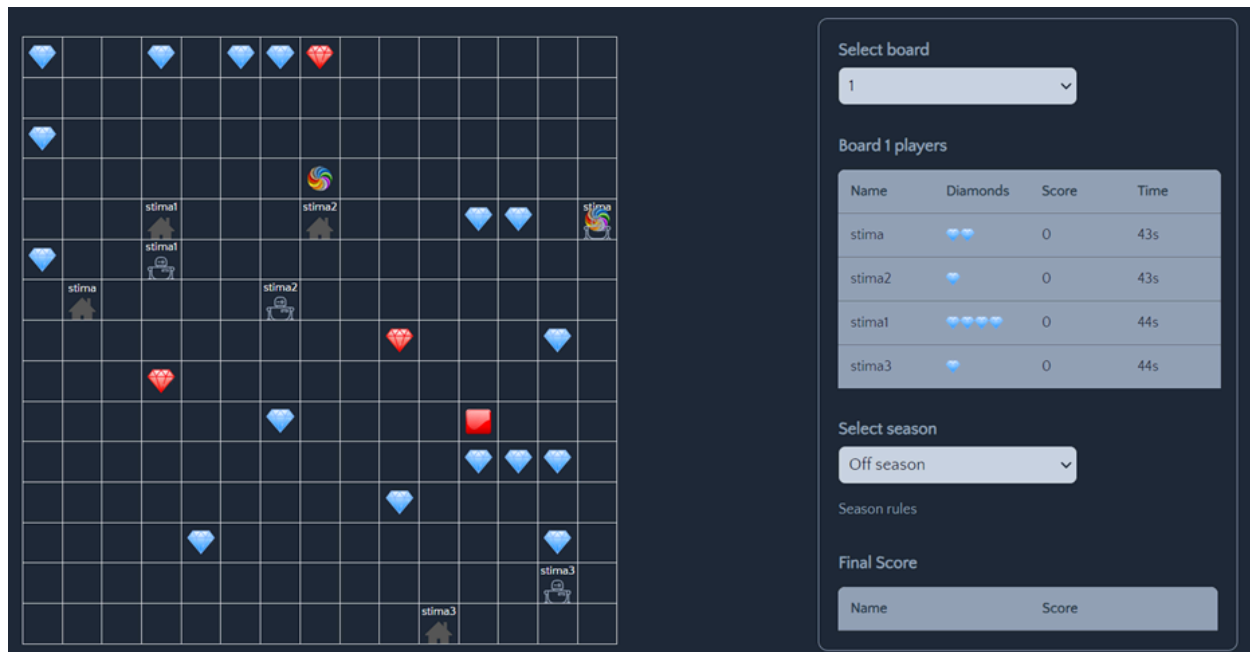 Select board
1
Board 1 players
Name Diamonds Score Time
stima 0 43s
stima2 0 43s
stima1 0 44s
stima3 0 44s
Select season
Off season
Season rules
Final Score
Name Score
stima1 stima2 stima
stima1
stima stima2
stima3
stima3